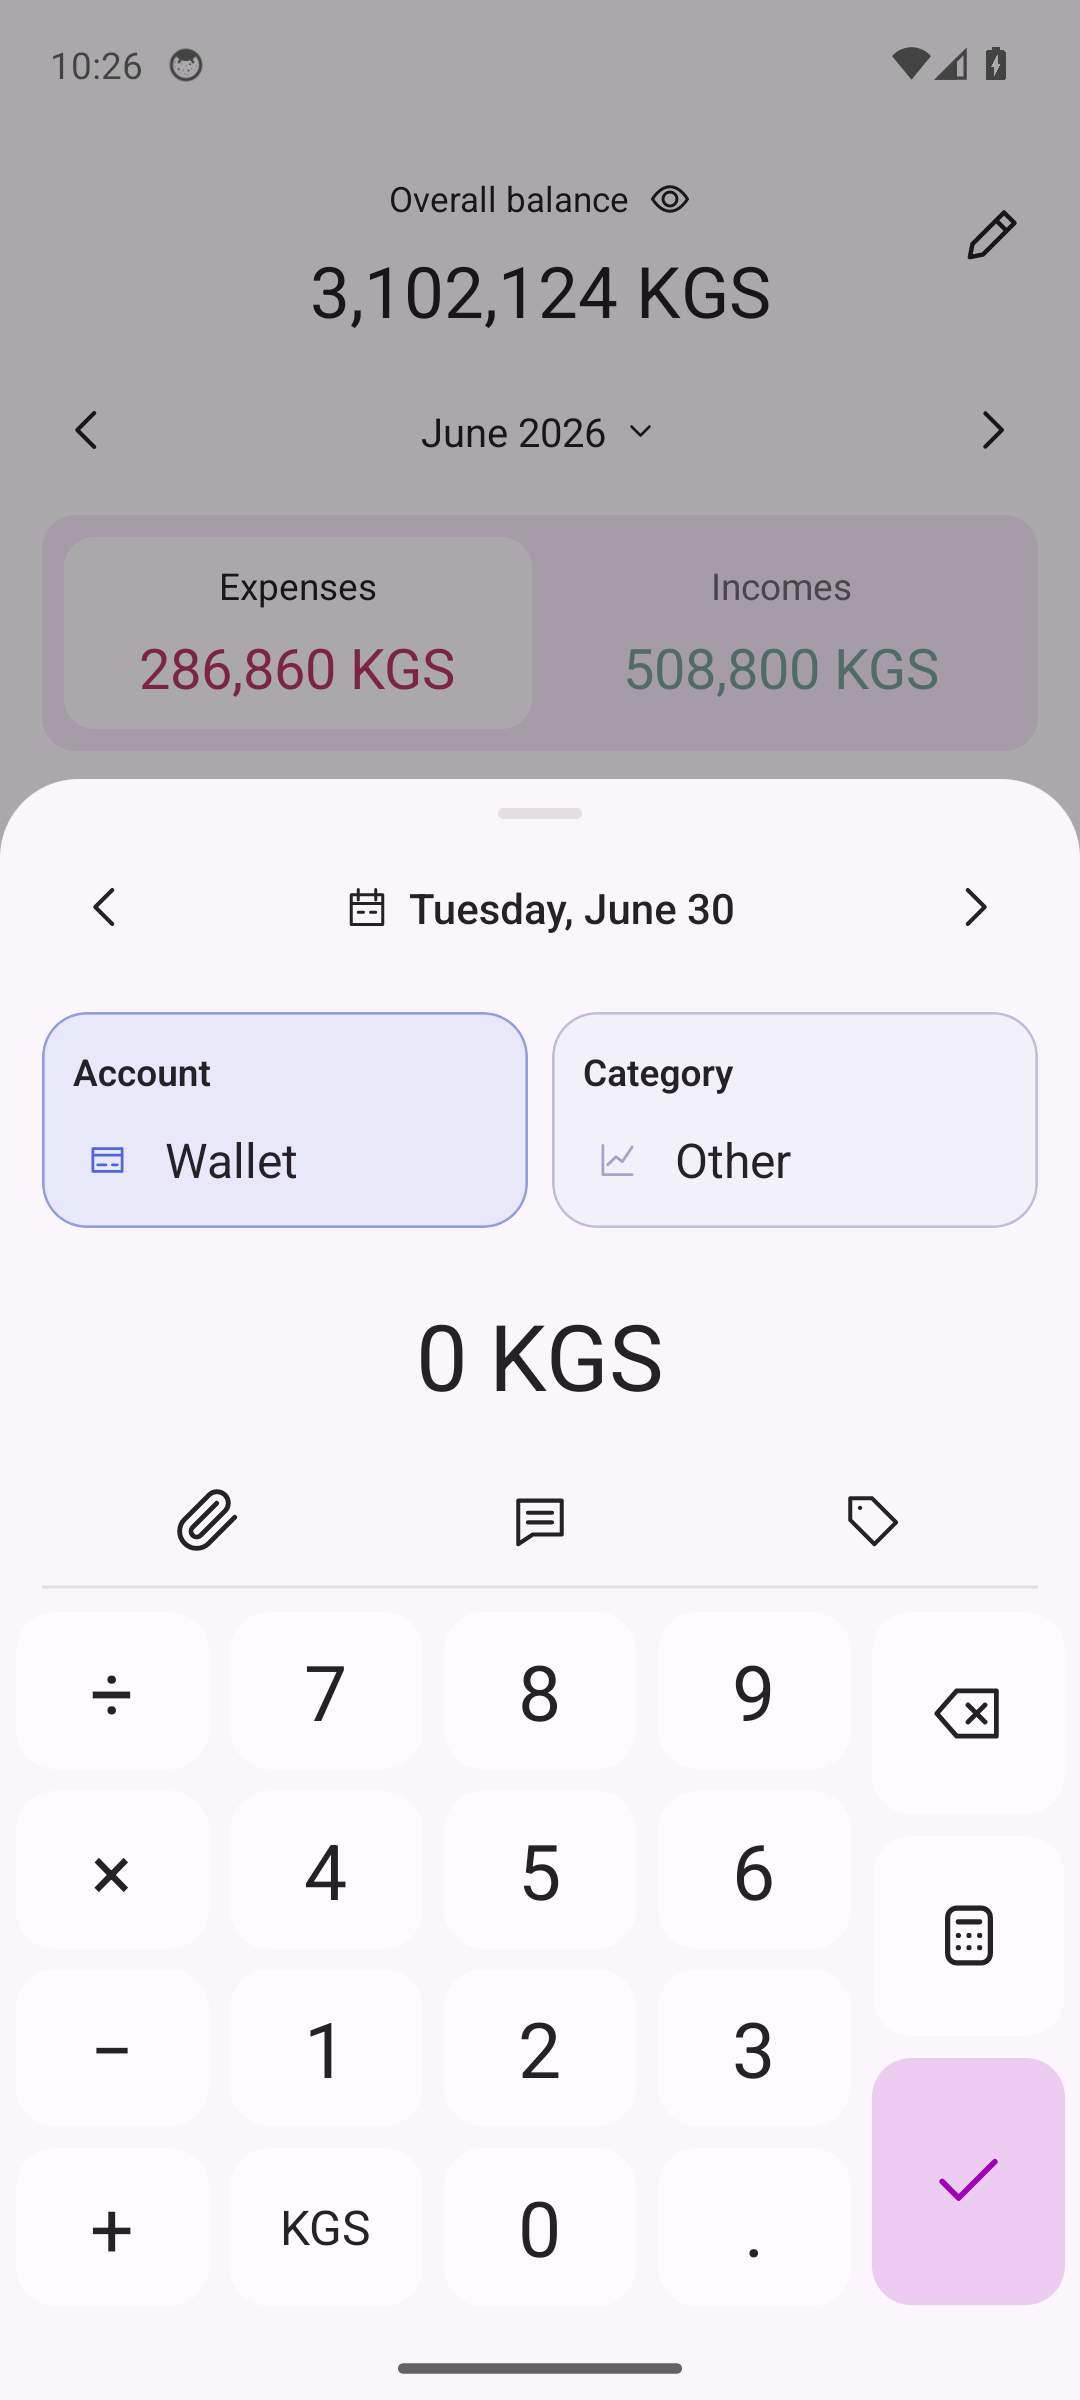 10:26
Overall balance
3,102,124 KGS
June 2026
Expenses
286,860 KGS
Incomes
508,800 KGS
Tuesday, June 30
Account
Wallet
Category
Other
0 KGS
÷ 7 8 9
× 4 5 6
− 1 2 3
+ KGS 0 .